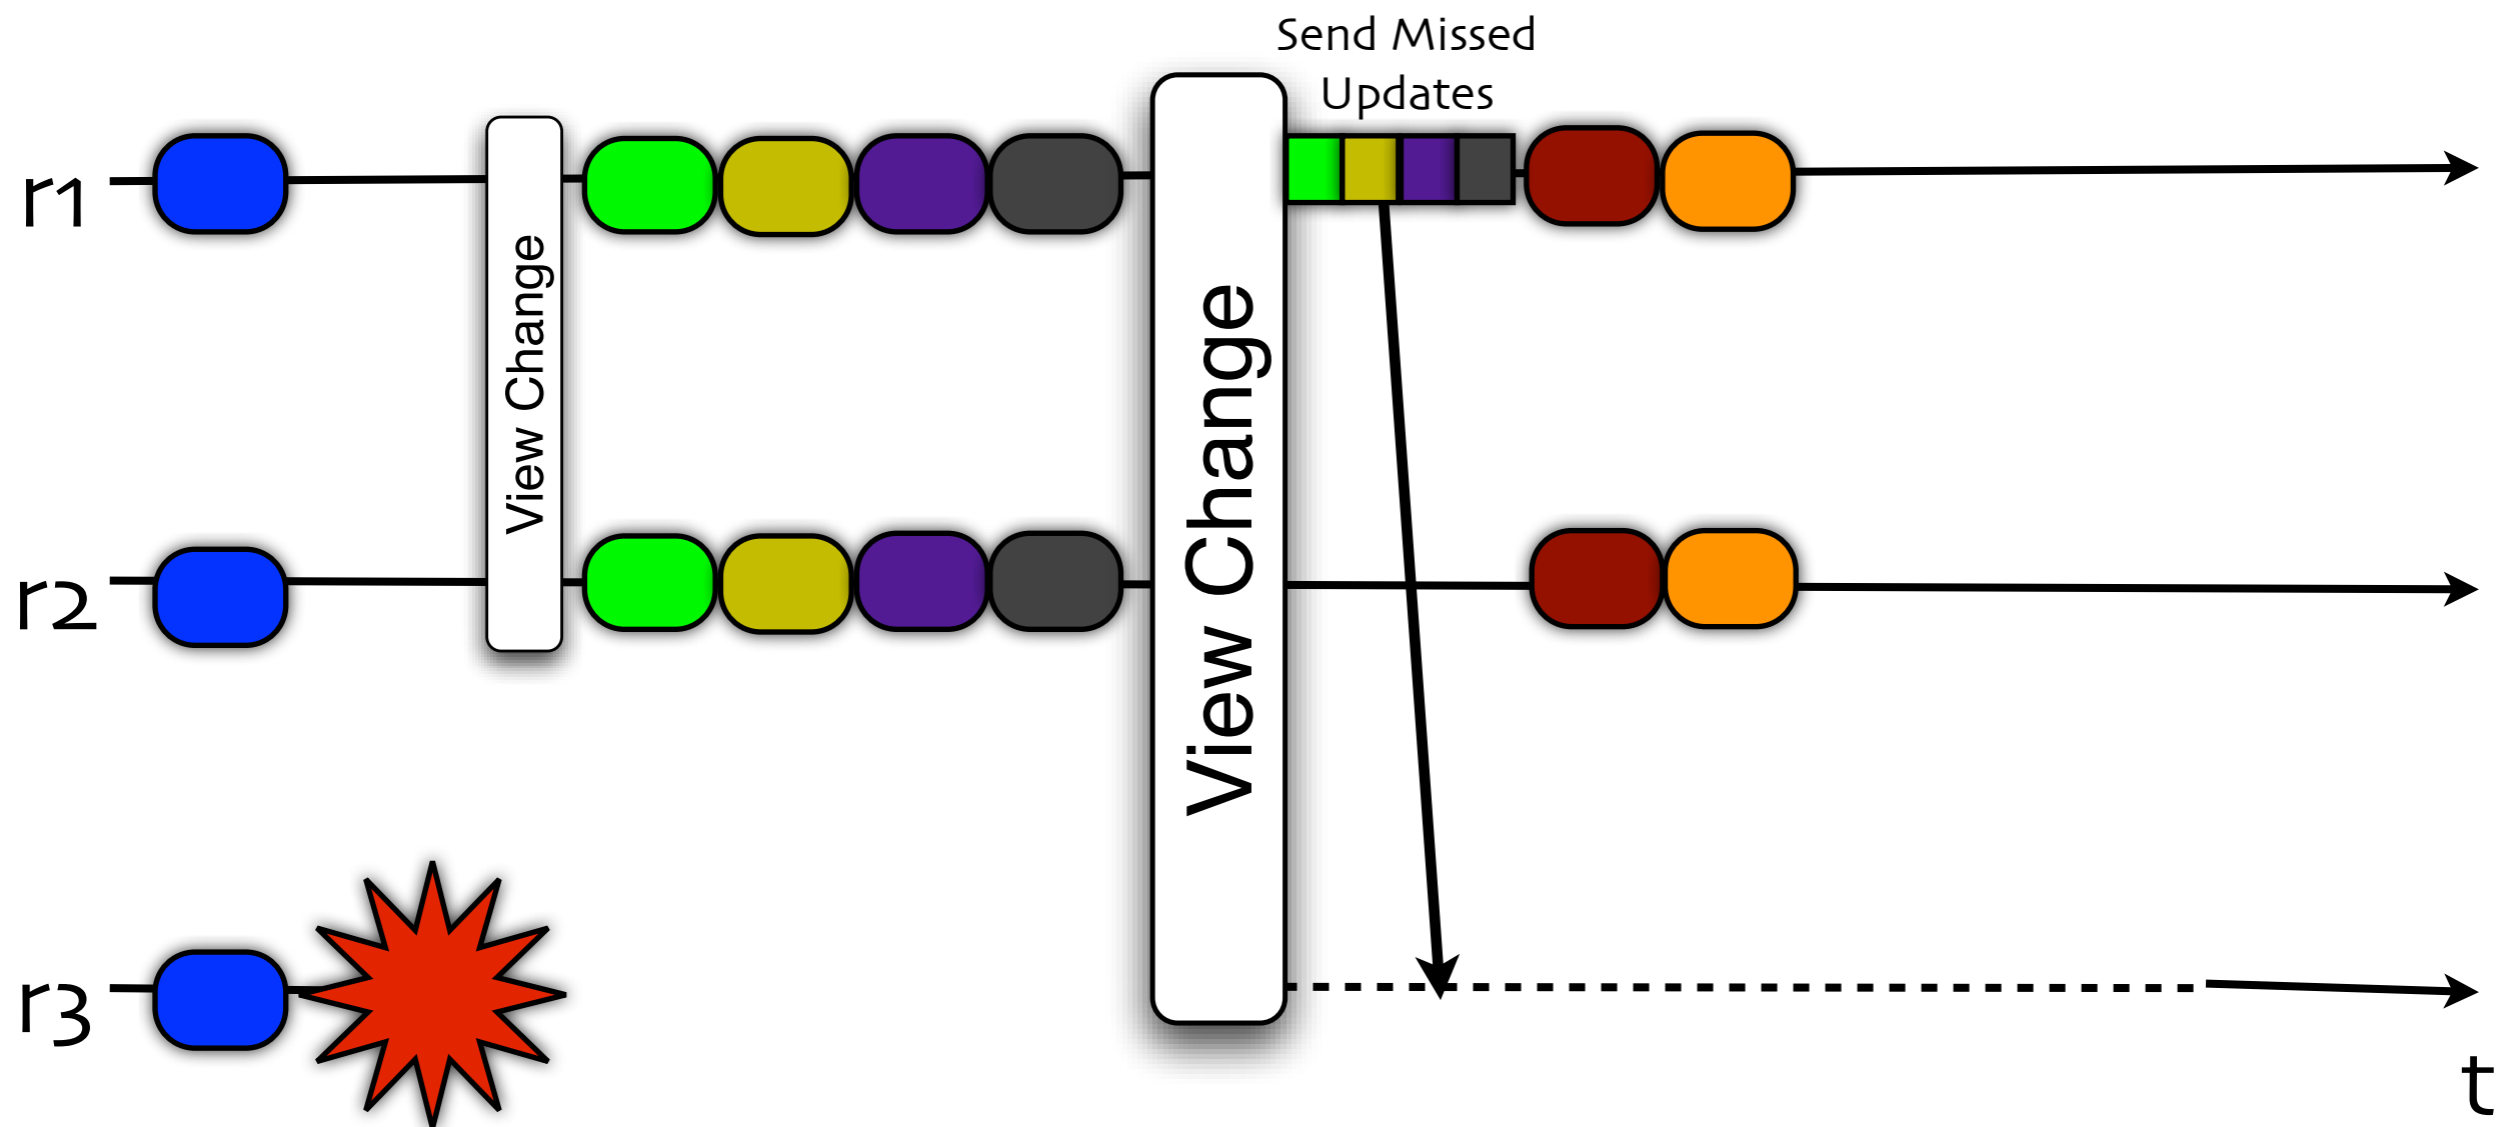 Send Missed
Updates
r1
View Change
View Change
r2
r3
t